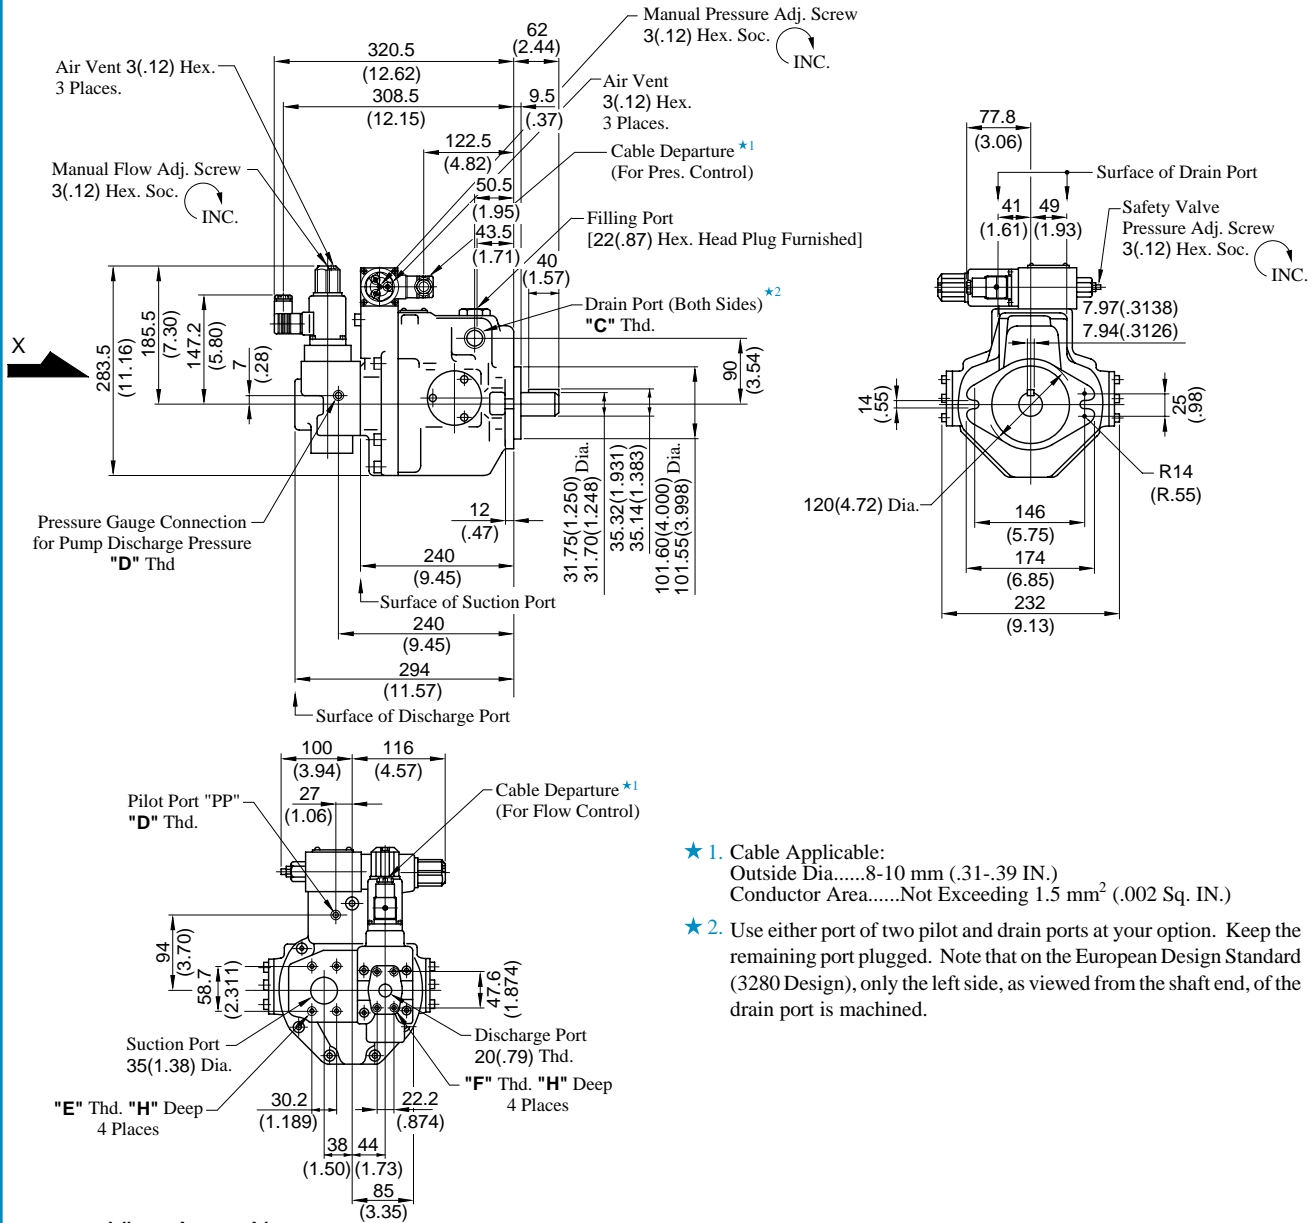 Manual Pressure Adj. Screw
3(.12) Hex. Soc.
INC.
62
(2.44)
320.5
(12.62)
Air Vent 3(.12) Hex.
3 Places.
308.5
(12.15)
9.5
(.37)
Air Vent
3(.12) Hex.
3 Places.
122.5
(4.82)
Cable Departure ★1
(For Pres. Control)
Manual Flow Adj. Screw
3(.12) Hex. Soc.
INC.
50.5
(1.95)
Filling Port
[22(.87) Hex. Head Plug Furnished]
43.5
(1.71)
40
(1.57)
Drain Port (Both Sides) ★2
"C" Thd.
X
283.5
(11.16)
185.5
(7.30)
147.2
(5.80)
7
(.28)
90
(3.54)
Pressure Gauge Connection
for Pump Discharge Pressure
"D" Thd
12
(.47)
240
(9.45)
Surface of Suction Port
240
(9.45)
294
(11.57)
Surface of Discharge Port
31.75(1.250) Dia.
31.70(1.248)
35.32(1.931)
35.14(1.383)
101.60(4.000) Dia.
101.55(3.998)
77.8
(3.06)
Surface of Drain Port
41
(1.61)
49
(1.93)
Safety Valve
Pressure Adj. Screw
3(.12) Hex. Soc.
INC.
7.97(.3138)
7.94(.3126)
14
(.55)
25
(.98)
R14
(R.55)
120(4.72) Dia.
146
(5.75)
174
(6.85)
232
(9.13)
100
(3.94)
116
(4.57)
27
(1.06)
Pilot Port "PP"
"D" Thd.
Cable Departure ★1
(For Flow Control)
94
(3.70)
58.7
(2.311)
47.6
(1.874)
Suction Port
35(1.38) Dia.
Discharge Port
20(.79) Thd.
"E" Thd. "H" Deep
4 Places
"F" Thd. "H" Deep
4 Places
30.2
(1.189)
22.2
(.874)
38
(1.50)
44
(1.73)
85
(3.35)
★ 1. Cable Applicable:
Outside Dia......8-10 mm (.31-.39 IN.)
Conductor Area......Not Exceeding 1.5 mm² (.002 Sq. IN.)
★ 2. Use either port of two pilot and drain ports at your option. Keep the
remaining port plugged. Note that on the European Design Standard
(3280 Design), only the left side, as viewed from the shaft end, of the
drain port is machined.